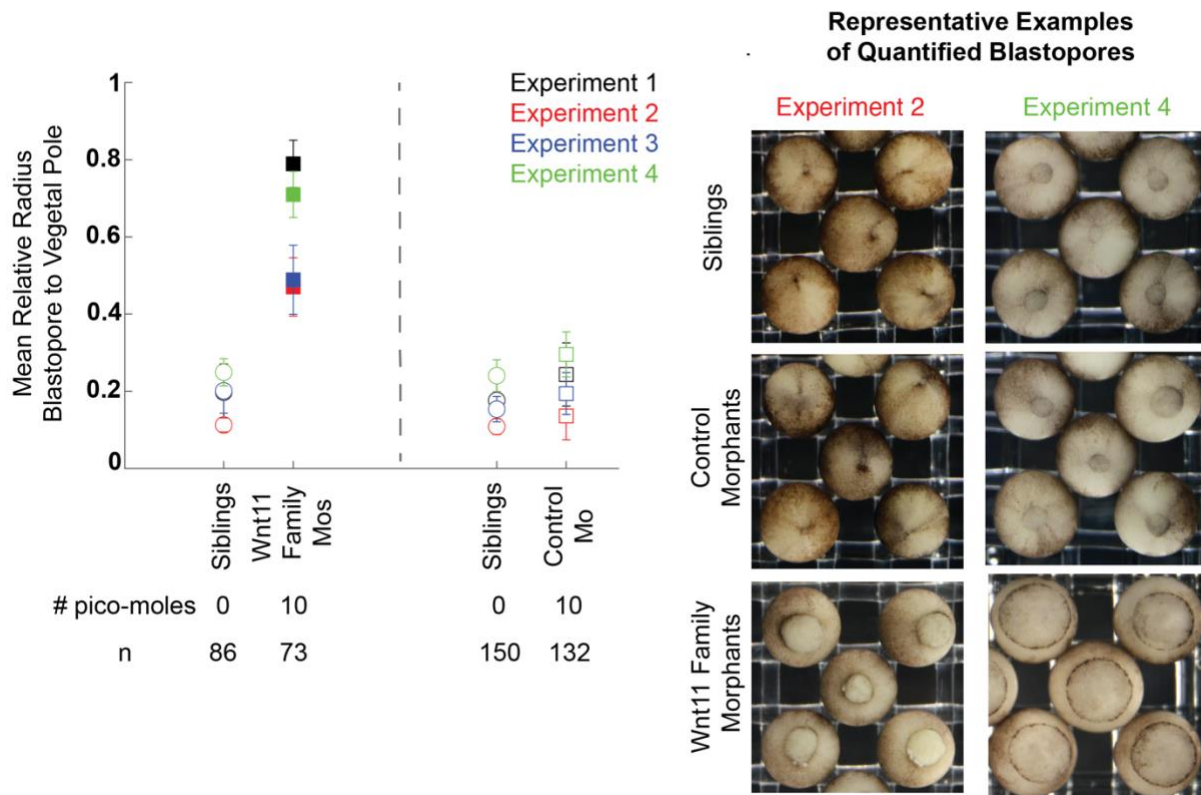 Representative Examples
of Quantified Blastopores
Experiment 1
Experiment 2
Experiment 3
Experiment 4
Mean Relative Radius
Blastopore to Vegetal Pole
1
0.8
0.6
0.4
0.2
0
Siblings
Wnt11
Family
Mos
Siblings
Control
Mo
# pico-moles 0 10 0 10
n 86 73 150 132
Experiment 2 Experiment 4
Siblings
Control
Morphants
Wnt11 Family
Morphants